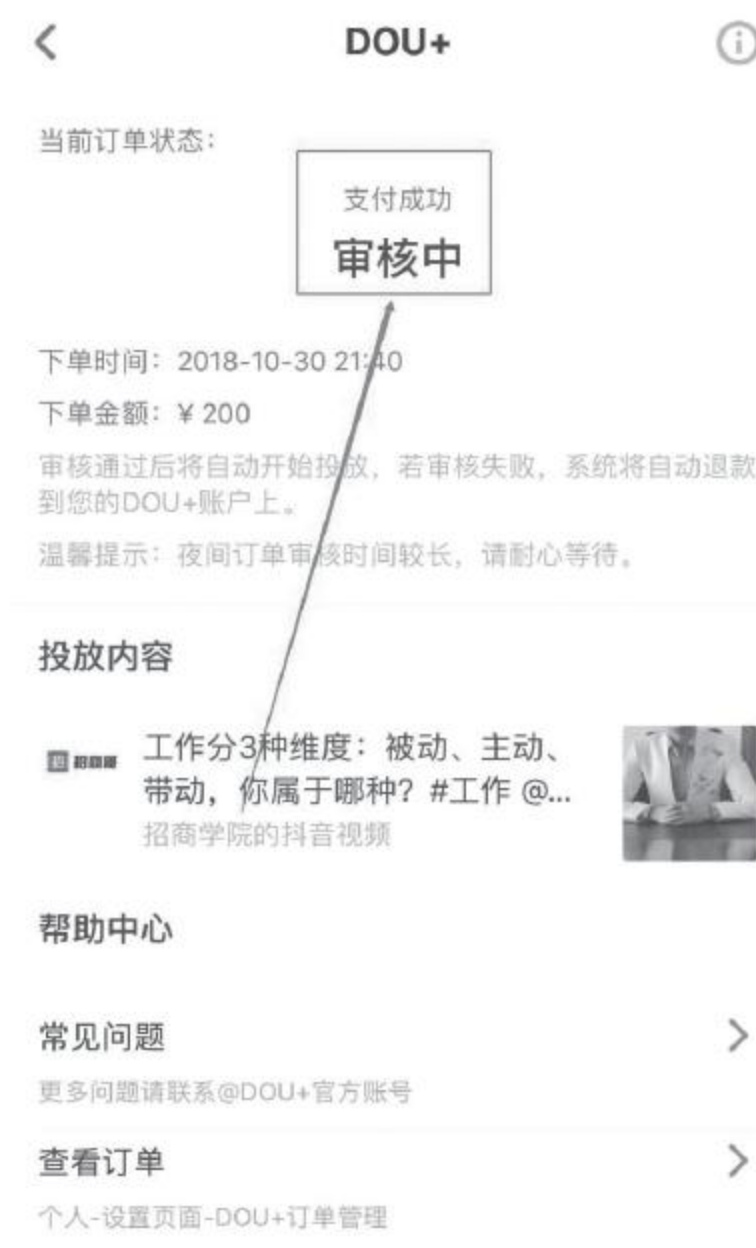 DOU+
当前订单状态：
支付成功
审核中
下单时间：2018-10-30 21:40
下单金额：¥ 200
审核通过后将自动开始投放，若审核失败，系统将自动退款
到您的DOU+账户上。
温馨提示：夜间订单审核时间较长，请耐心等待。
投放内容
工作分3种维度：被动、主动、
带动，你属于哪种？#工作 @...
招商学院的抖音视频
帮助中心
常见问题
更多问题请联系@DOU+官方账号
查看订单
个人-设置页面-DOU+订单管理